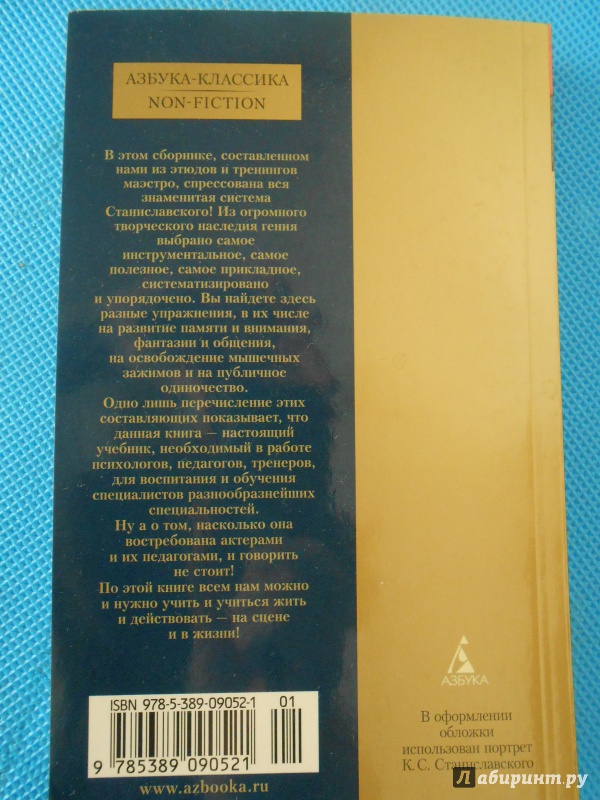 АЗБУКА-КЛАССИКА
NON-FICTION
В этом сборнике, составленном
нами из этюдов и тренингов
маэстро, спрессована вся
знаменитая система
Станиславского! Из огромного
творческого наследия гения
выбрано самое
инструментальное, самое
полезное, самое прикладное,
систематизировано
и упорядочено. Вы найдете здесь
разные упражнения, в их числе
на развитие памяти и внимания,
фантазии и общения,
на освобождение мышечных
зажимов и на публичное
одиночество.
Одно лишь перечисление этих
составляющих показывает, что
данная книга — настоящий
учебник, необходимый в работе
психологов, педагогов, тренеров,
для воспитания и обучения
специалистов разнообразнейших
специальностей.
Ну а о том, насколько она
востребована актерами
и их педагогами, и говорить
не стоит!
По этой книге всем нам можно
и нужно учить и учиться жить
и действовать — на сцене
и в жизни!
ISBN 978-5-389-09052-1
01
9 785389 090521
www.azbooka.ru
АЗБУКА
В оформлении
обложки
использован портрет
К. С. Станиславского
Лабиринт.ру